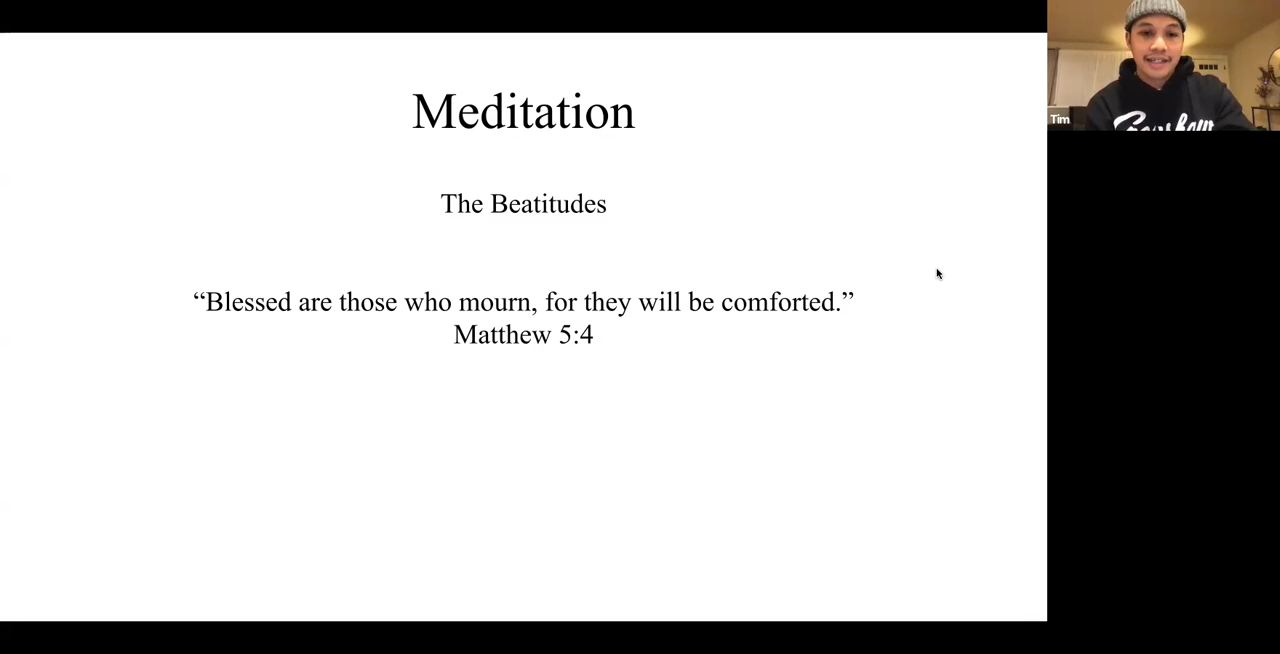 Meditation
The Beatitudes
“Blessed are those who mourn, for they will be comforted.”
Matthew 5:4
Tim